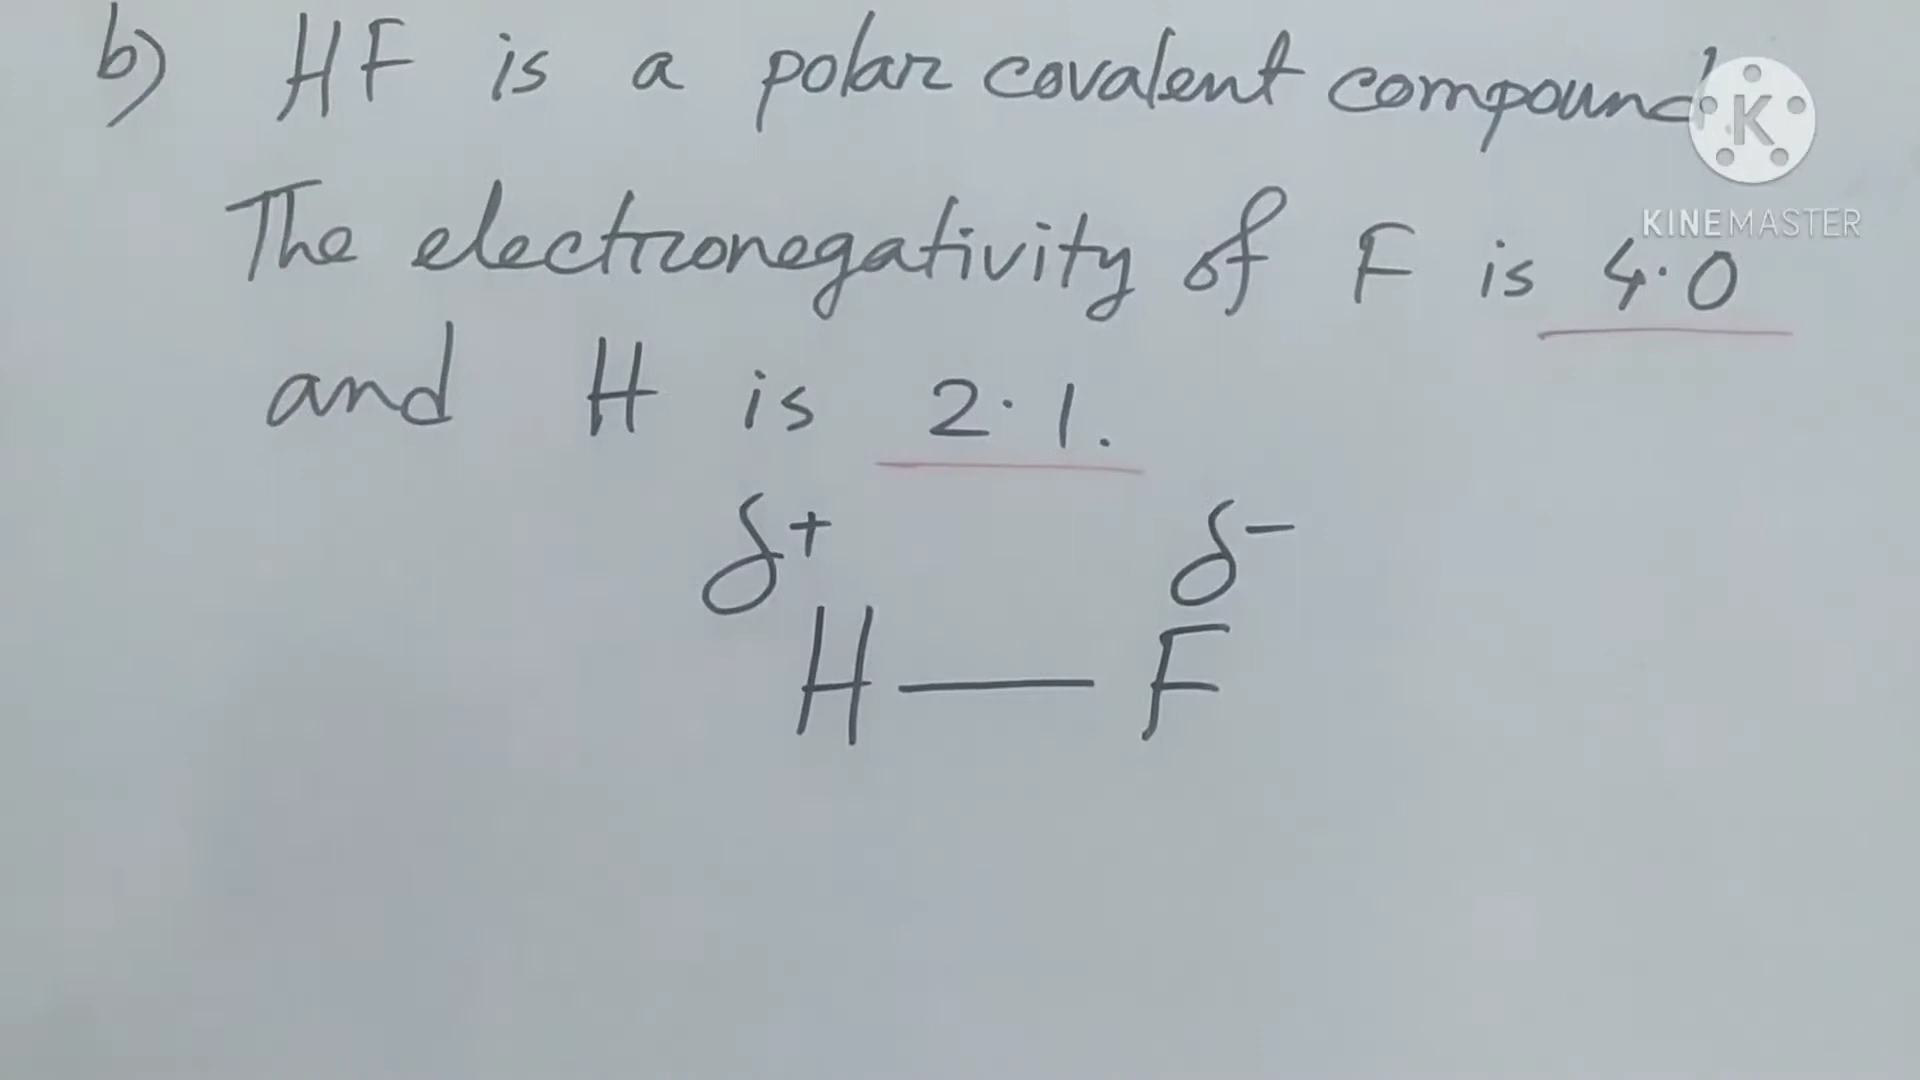 b) HF is a polar covalent compound.
K
KINEMASTER
The electronegativity of F is 4.0
and H is 2.1.
δ+ δ-
H — F